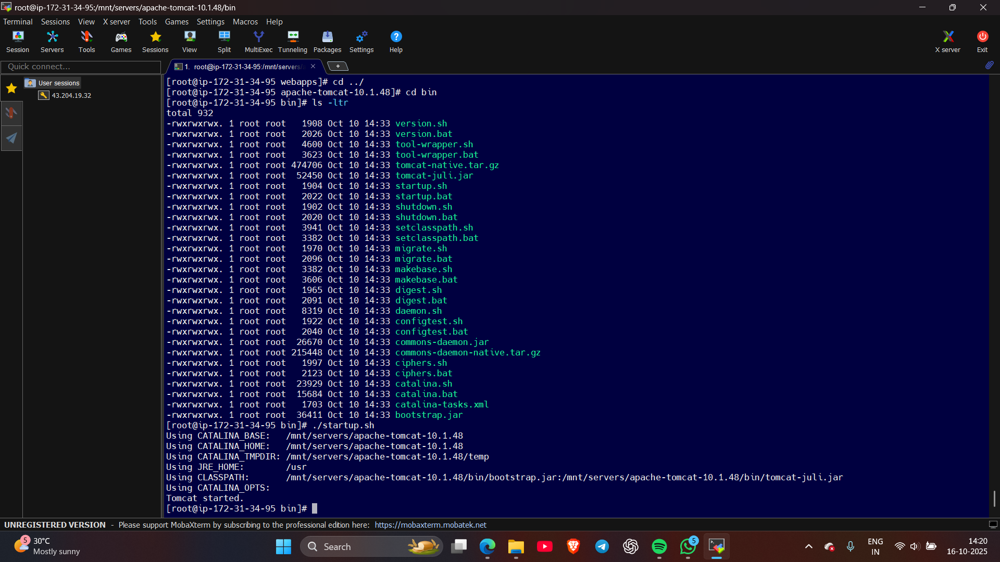 root@ip-172-31-34-95:/mnt/servers/apache-tomcat-10.1.48/bin
Terminal Sessions View X server Tools Games Settings Macros Help
Session Servers Tools Games Sessions View Split MultiExec Tunneling Packages Settings Help X server Exit
Quick connect...
1. root@ip-172-31-34-95:/mnt/servers/
User sessions
43.204.19.32
[root@ip-172-31-34-95 webapps]# cd ../
[root@ip-172-31-34-95 apache-tomcat-10.1.48]# cd bin
[root@ip-172-31-34-95 bin]# ls -ltr
total 932
-rwxrwxrwx. 1 root root   1908 Oct 10 14:33 version.sh
-rwxrwxrwx. 1 root root   2026 Oct 10 14:33 version.bat
-rwxrwxrwx. 1 root root   4600 Oct 10 14:33 tool-wrapper.sh
-rwxrwxrwx. 1 root root   3623 Oct 10 14:33 tool-wrapper.bat
-rwxrwxrwx. 1 root root 474706 Oct 10 14:33 tomcat-native.tar.gz
-rwxrwxrwx. 1 root root  52450 Oct 10 14:33 tomcat-juli.jar
-rwxrwxrwx. 1 root root   1904 Oct 10 14:33 startup.sh
-rwxrwxrwx. 1 root root   2022 Oct 10 14:33 startup.bat
-rwxrwxrwx. 1 root root   1902 Oct 10 14:33 shutdown.sh
-rwxrwxrwx. 1 root root   2020 Oct 10 14:33 shutdown.bat
-rwxrwxrwx. 1 root root   3941 Oct 10 14:33 setclasspath.sh
-rwxrwxrwx. 1 root root   3382 Oct 10 14:33 setclasspath.bat
-rwxrwxrwx. 1 root root   1970 Oct 10 14:33 migrate.sh
-rwxrwxrwx. 1 root root   2096 Oct 10 14:33 migrate.bat
-rwxrwxrwx. 1 root root   3382 Oct 10 14:33 makebase.sh
-rwxrwxrwx. 1 root root   3606 Oct 10 14:33 makebase.bat
-rwxrwxrwx. 1 root root   1965 Oct 10 14:33 digest.sh
-rwxrwxrwx. 1 root root   2091 Oct 10 14:33 digest.bat
-rwxrwxrwx. 1 root root   8319 Oct 10 14:33 daemon.sh
-rwxrwxrwx. 1 root root   1922 Oct 10 14:33 configtest.sh
-rwxrwxrwx. 1 root root   2040 Oct 10 14:33 configtest.bat
-rwxrwxrwx. 1 root root  26670 Oct 10 14:33 commons-daemon.jar
-rwxrwxrwx. 1 root root 215448 Oct 10 14:33 commons-daemon-native.tar.gz
-rwxrwxrwx. 1 root root   1997 Oct 10 14:33 ciphers.sh
-rwxrwxrwx. 1 root root   2123 Oct 10 14:33 ciphers.bat
-rwxrwxrwx. 1 root root  23929 Oct 10 14:33 catalina.sh
-rwxrwxrwx. 1 root root  15684 Oct 10 14:33 catalina.bat
-rwxrwxrwx. 1 root root   1703 Oct 10 14:33 catalina-tasks.xml
-rwxrwxrwx. 1 root root  36411 Oct 10 14:33 bootstrap.jar
[root@ip-172-31-34-95 bin]# ./startup.sh
Using CATALINA_BASE:   /mnt/servers/apache-tomcat-10.1.48
Using CATALINA_HOME:   /mnt/servers/apache-tomcat-10.1.48
Using CATALINA_TMPDIR: /mnt/servers/apache-tomcat-10.1.48/temp
Using JRE_HOME:        /usr
Using CLASSPATH:       /mnt/servers/apache-tomcat-10.1.48/bin/bootstrap.jar:/mnt/servers/apache-tomcat-10.1.48/bin/tomcat-juli.jar
Using CATALINA_OPTS:
Tomcat started.
[root@ip-172-31-34-95 bin]#
UNREGISTERED VERSION - Please support MobaXterm by subscribing to the professional edition here: https://mobaxterm.mobatek.net
5
30°C
Mostly sunny
Search
5
ENG
IN
14:20
16-10-2025